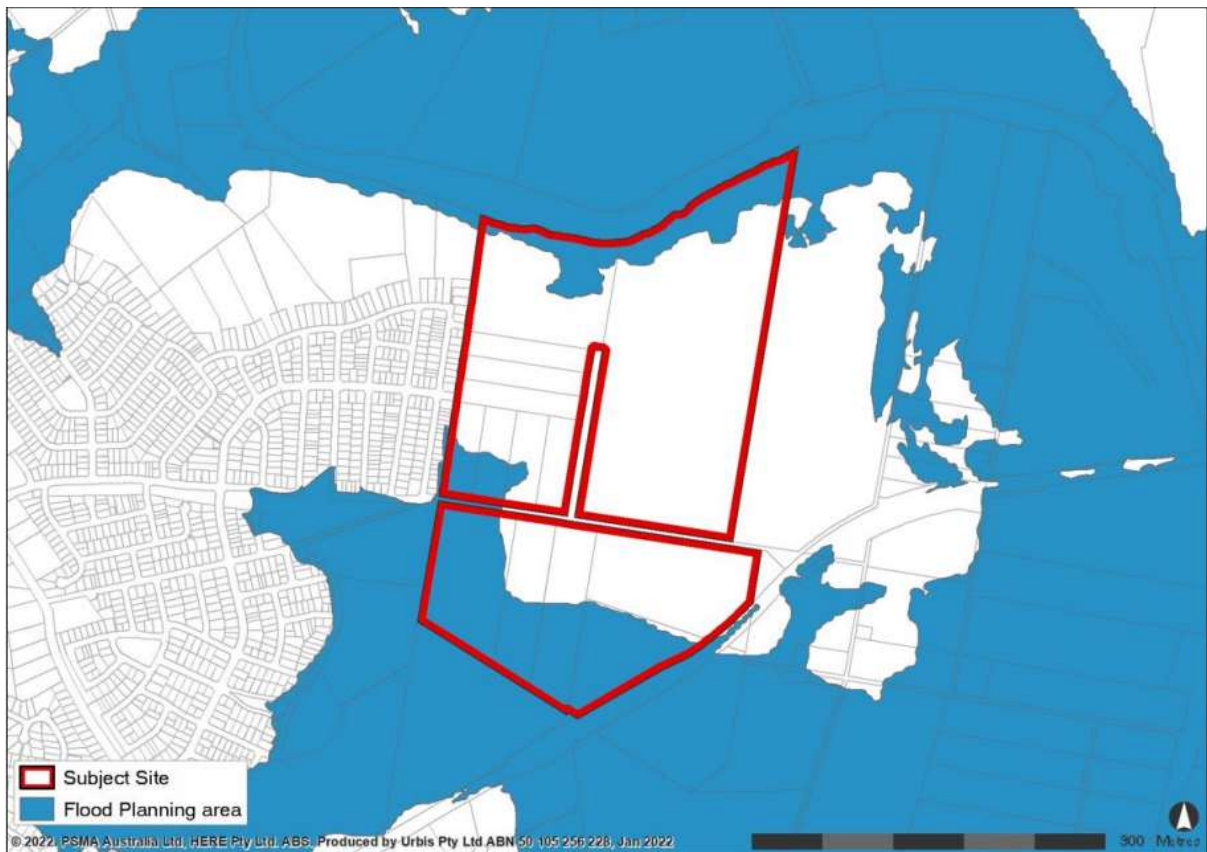 Subject Site
Flood Planning area
© 2022. PSMA Australia Ltd, HERE Pty Ltd. ABS. Produced by Urbis Pty Ltd ABN 50 105 256 228, Jan 2022
300 Metres